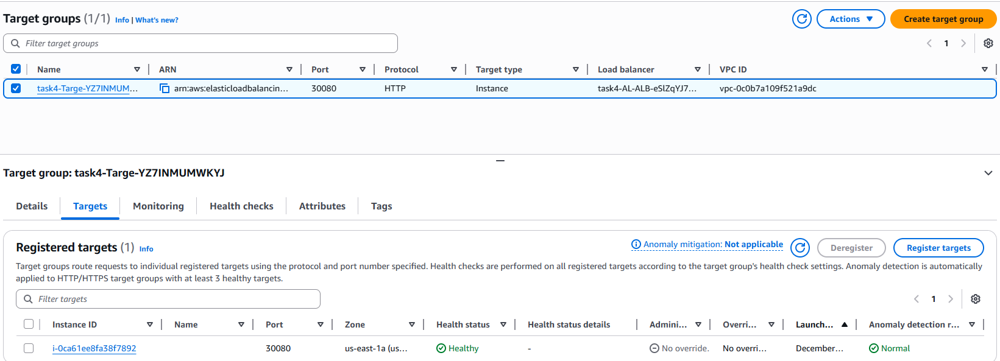 Target groups (1/1) Info | What's new?
Actions
Create target group
Filter target groups
1
Name ARN Port Protocol Target type Load balancer VPC ID
task4-Targe-YZ7INMUM... arn:aws:elasticloadbalancin... 30080 HTTP Instance task4-AL-ALB-eSlZqYJ7... vpc-0c0b7a109f521a9dc
Target group: task4-Targe-YZ7INMUMWKYJ
Details Targets Monitoring Health checks Attributes Tags
Registered targets (1) Info
Anomaly mitigation: Not applicable
Deregister
Register targets
Target groups route requests to individual registered targets using the protocol and port number specified. Health checks are performed on all registered targets according to the target group's health check settings. Anomaly detection is automatically
applied to HTTP/HTTPS target groups with at least 3 healthy targets.
Filter targets
1
Instance ID Name Port Zone Health status Health status details Admini... Overri... Launch... Anomaly detection r...
i-0ca61ee8fa38f7892 30080 us-east-1a (us... Healthy - No override. No overri... December... Normal